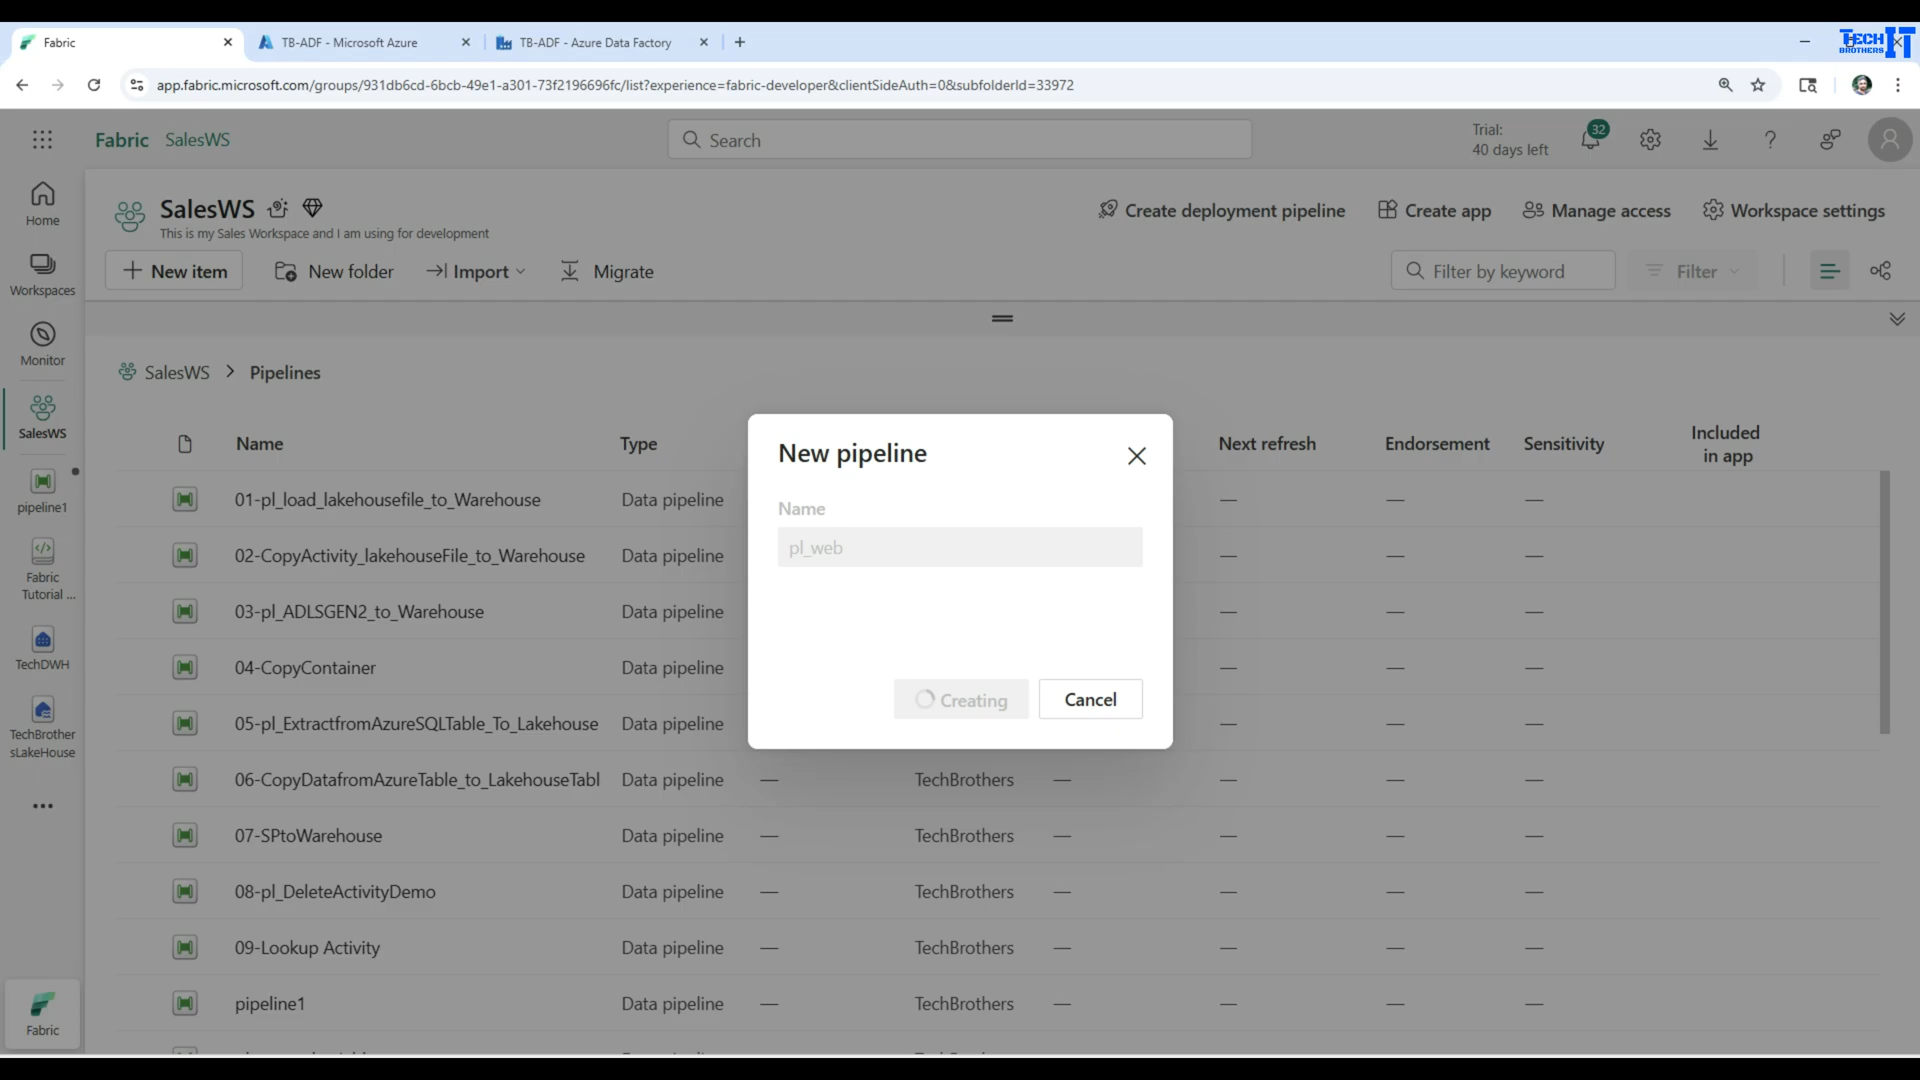 Fabric
TB-ADF - Microsoft Azure
TB-ADF - Azure Data Factory
TECH IT
BROTHERS
app.fabric.microsoft.com/groups/931db6cd-6bcb-49e1-a301-73f2196696fc/list?experience=fabric-developer&clientSideAuth=0&subfolderId=33972
Fabric SalesWS
Search
Trial:
40 days left
32
Home
Workspaces
Monitor
SalesWS
pipeline1
Fabric
Tutorial ...
TechDWH
TechBrother
sLakeHouse
Fabric
SalesWS
This is my Sales Workspace and I am using for development
Create deployment pipeline
Create app
Manage access
Workspace settings
New item
New folder
Import
Migrate
Filter by keyword
Filter
SalesWS > Pipelines
Name
Type
Next refresh
Endorsement
Sensitivity
Included
in app
01-pl_load_lakehousefile_to_Warehouse Data pipeline — — —
02-CopyActivity_lakehouseFile_to_Warehouse Data pipeline — — —
03-pl_ADLSGEN2_to_Warehouse Data pipeline — — —
04-CopyContainer Data pipeline — — —
05-pl_ExtractfromAzureSQLTable_To_Lakehouse Data pipeline — — —
06-CopyDatafromAzureTable_to_LakehouseTabl Data pipeline — TechBrothers — — — —
07-SPtoWarehouse Data pipeline — TechBrothers — — — —
08-pl_DeleteActivityDemo Data pipeline — TechBrothers — — — —
09-Lookup Activity Data pipeline — TechBrothers — — — —
pipeline1 Data pipeline — TechBrothers — — — —
New pipeline
Name
pl_web
Creating
Cancel